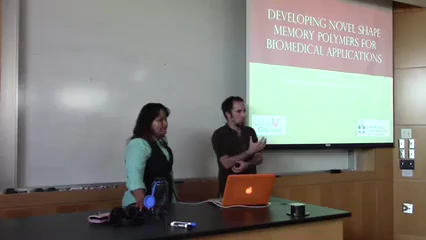 DEVELOPING NOVEL SHAPE
MEMORY POLYMERS FOR
BIOMEDICAL APPLICATIONS